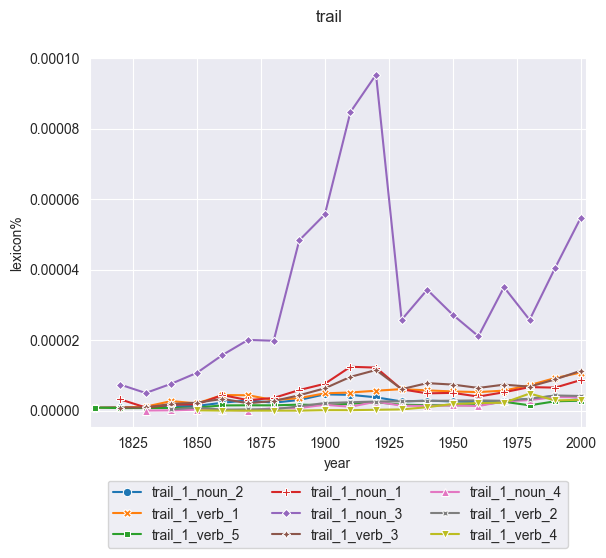 trail
0.00010
0.00008
0.00006
0.00004
0.00002
0.00000
lexicon%
1825 1850 1875 1900 1925 1950 1975 2000
year
trail_1_noun_2 trail_1_noun_1 trail_1_noun_4
trail_1_verb_1 trail_1_noun_3 trail_1_verb_2
trail_1_verb_5 trail_1_verb_3 trail_1_verb_4